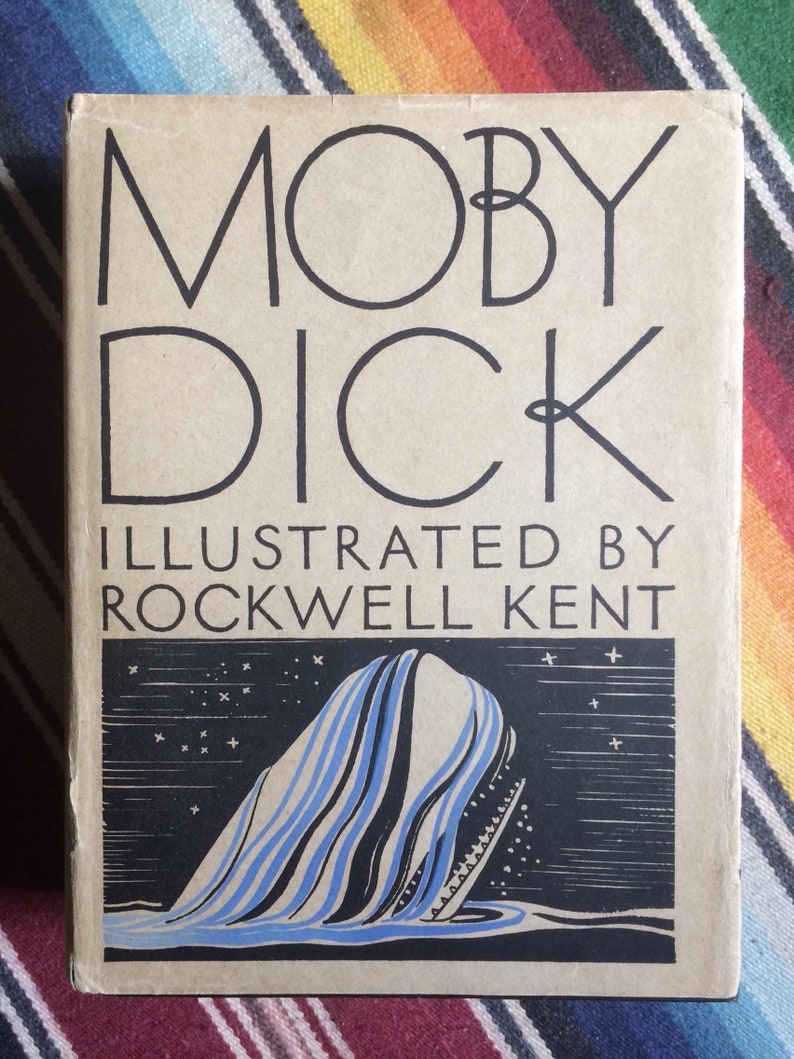 MOBY
DICK
ILLUSTRATED BY
ROCKWELL KENT